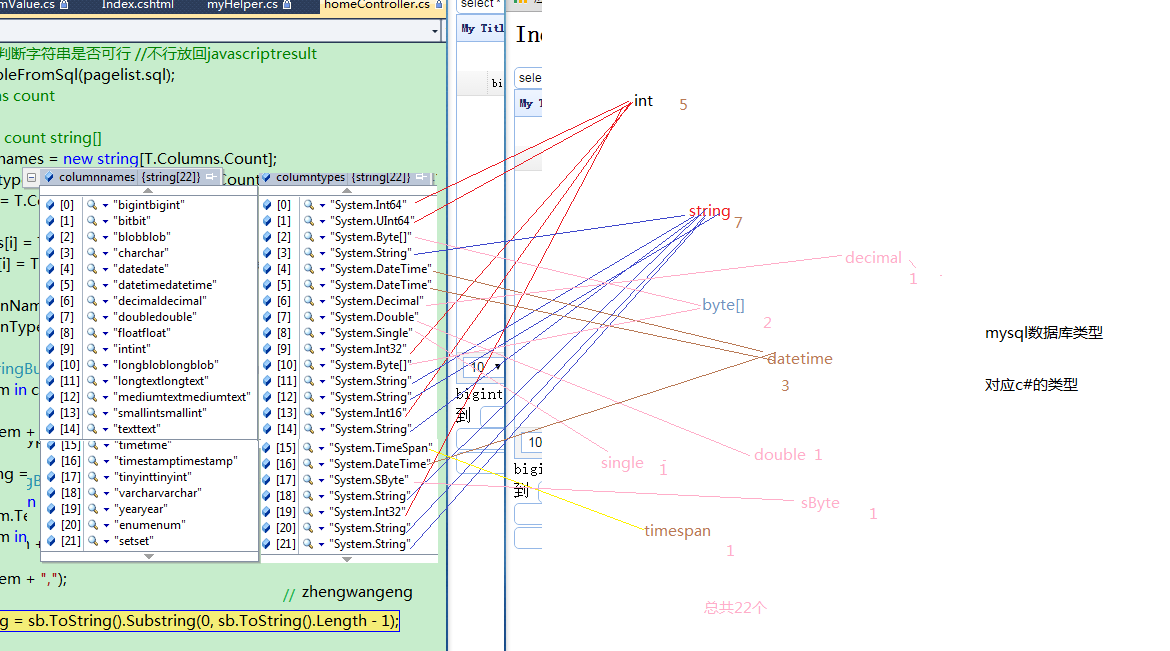 mValue.cs
Index.cshtml
myHelper.cs
homeController.cs
select
My Titl
Ind
判断字符串是否可行 //不行放回javascriptresult
bleFromSql(pagelist.sql);
ns count
count string[]
names = new string[T.Columns.Count];
bi
sele
My T
columnnames {string[22]}
columntypes {string[22]}
Count
[0] "bigintbigint"
[1] "bitbit"
[2] "blobblob"
[3] "charchar"
[4] "datedate"
[5] "datetimedatetime"
[6] "decimaldecimal"
[7] "doubledouble"
[8] "floatfloat"
[9] "intint"
[10] "longbloblongblob"
[11] "longtextlongtext"
[12] "mediumtextmediumtext"
[13] "smallintsmallint"
[14] "texttext"
[15] "timetime"
[16] "timestamptimestamp"
[17] "tinyinttinyint"
[18] "varcharvarchar"
[19] "yearyear"
[20] "enumenum"
[21] "setset"
[0] "System.Int64"
[1] "System.UInt64"
[2] "System.Byte[]"
[3] "System.String"
[4] "System.DateTime"
[5] "System.DateTime"
[6] "System.Decimal"
[7] "System.Double"
[8] "System.Single"
[9] "System.Int32"
[10] "System.Byte[]"
[11] "System.String"
[12] "System.String"
[13] "System.Int16"
[14] "System.String"
[15] "System.TimeSpan"
[16] "System.DateTime"
[17] "System.SByte"
[18] "System.String"
[19] "System.Int32"
[20] "System.String"
[21] "System.String"
10
bigint
到
10
bigi
到
em + ",");
// zhengwangeng
g = sb.ToString().Substring(0, sb.ToString().Length - 1);
int 5
string 7
decimal 1
byte[] 2
datetime
3
double 1
single 1
sByte 1
timespan
1
总共22个
mysql数据库类型
对应c#的类型